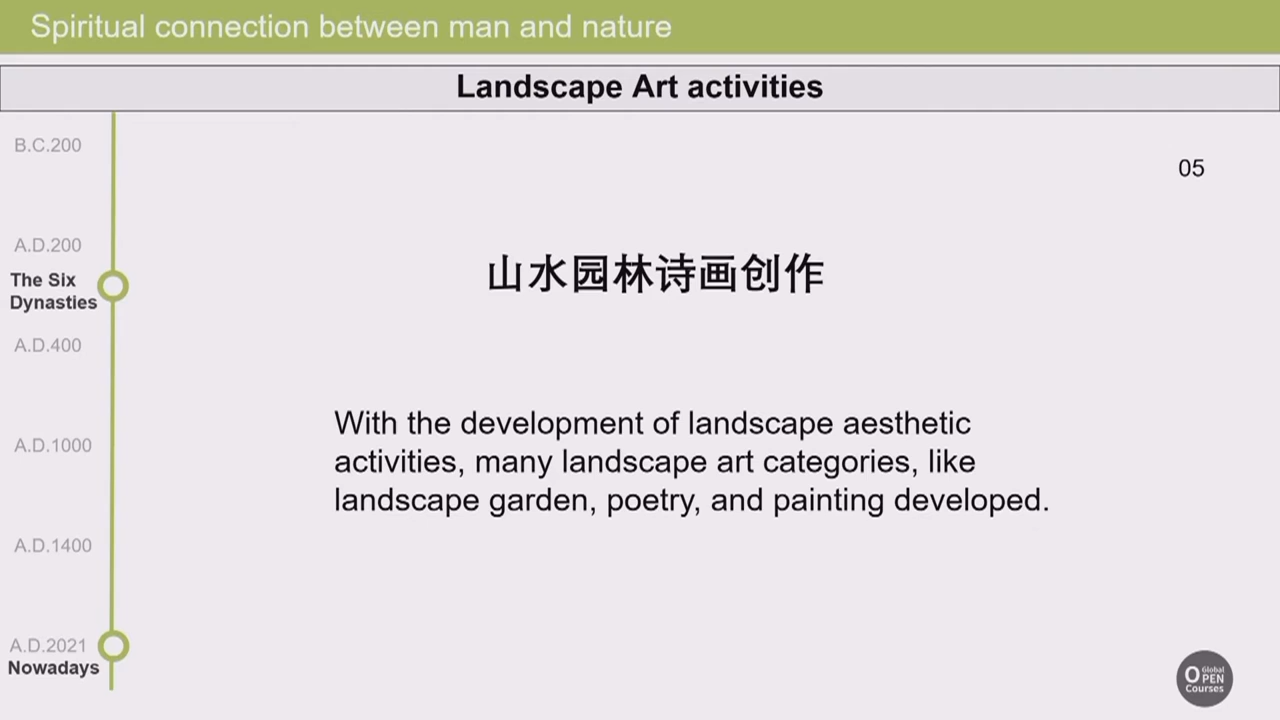 Spiritual connection between man and nature
Landscape Art activities
B.C.200
05
A.D.200
The Six
Dynasties
A.D.400
A.D.1000
A.D.1400
A.D.2021
Nowadays
山水园林诗画创作
With the development of landscape aesthetic
activities, many landscape art categories, like
landscape garden, poetry, and painting developed.
Global
OPEN
Courses